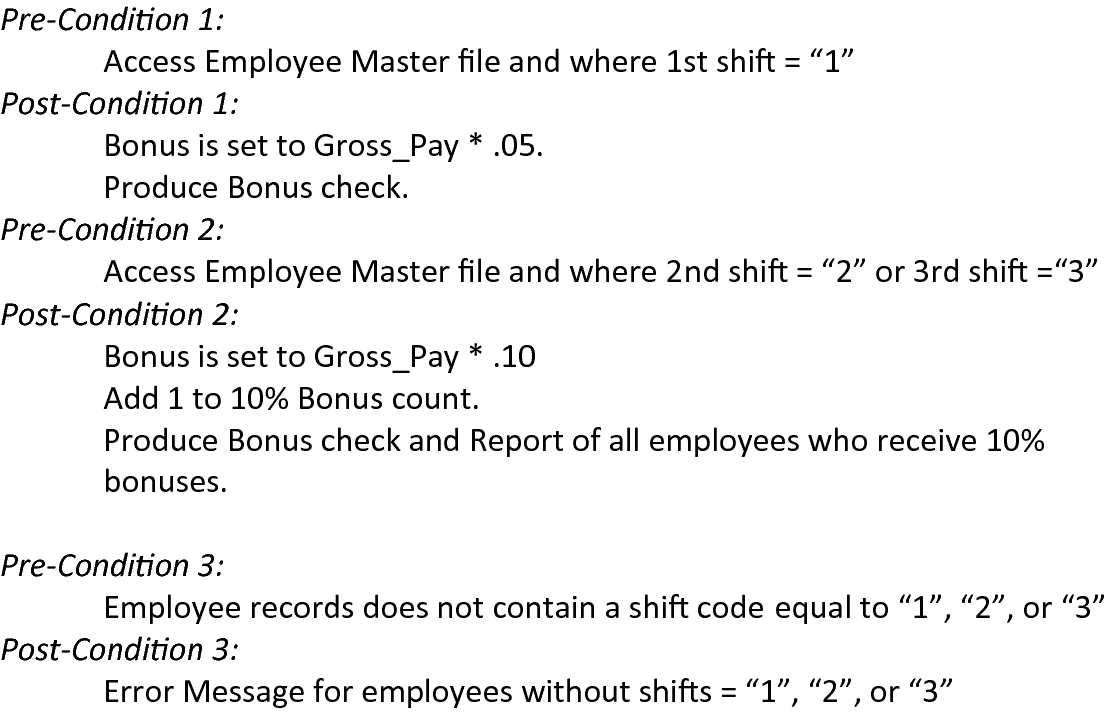 Pre-Condition 1:
Access Employee Master file and where 1st shift = “1”
Post-Condition 1:
Bonus is set to Gross_Pay * .05.
Produce Bonus check.
Pre-Condition 2:
Access Employee Master file and where 2nd shift = “2” or 3rd shift =“3”
Post-Condition 2:
Bonus is set to Gross_Pay * .10
Add 1 to 10% Bonus count.
Produce Bonus check and Report of all employees who receive 10%
bonuses.
Pre-Condition 3:
Employee records does not contain a shift code equal to “1”, “2”, or “3”
Post-Condition 3:
Error Message for employees without shifts = “1”, “2”, or “3”